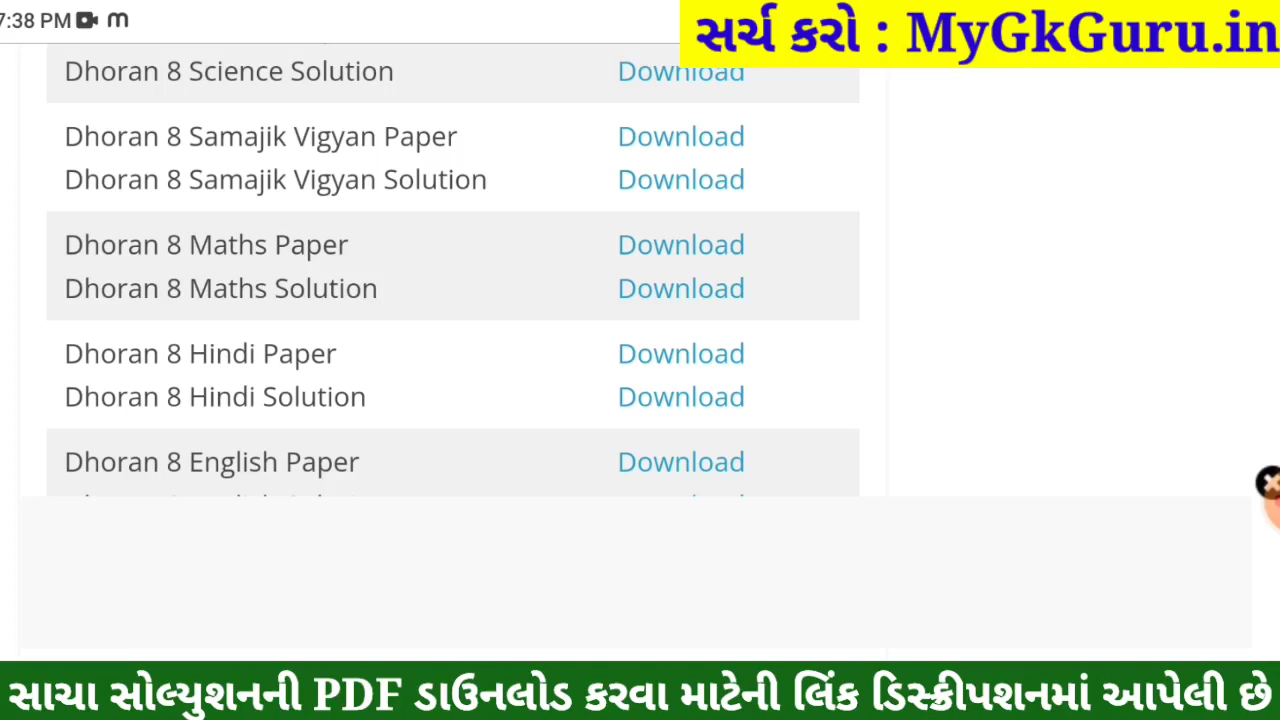 7:38 PM
સર્ચ કરો : MyGkGuru.in
Dhoran 8 Science Solution Download
Dhoran 8 Samajik Vigyan Paper Download
Dhoran 8 Samajik Vigyan Solution Download
Dhoran 8 Maths Paper Download
Dhoran 8 Maths Solution Download
Dhoran 8 Hindi Paper Download
Dhoran 8 Hindi Solution Download
Dhoran 8 English Paper Download
સાચા સોલ્યુશનની PDF ડાઉનલોડ કરવા માટેની લિંક ડિસ્ક્રીપશનમાં આપેલી છે